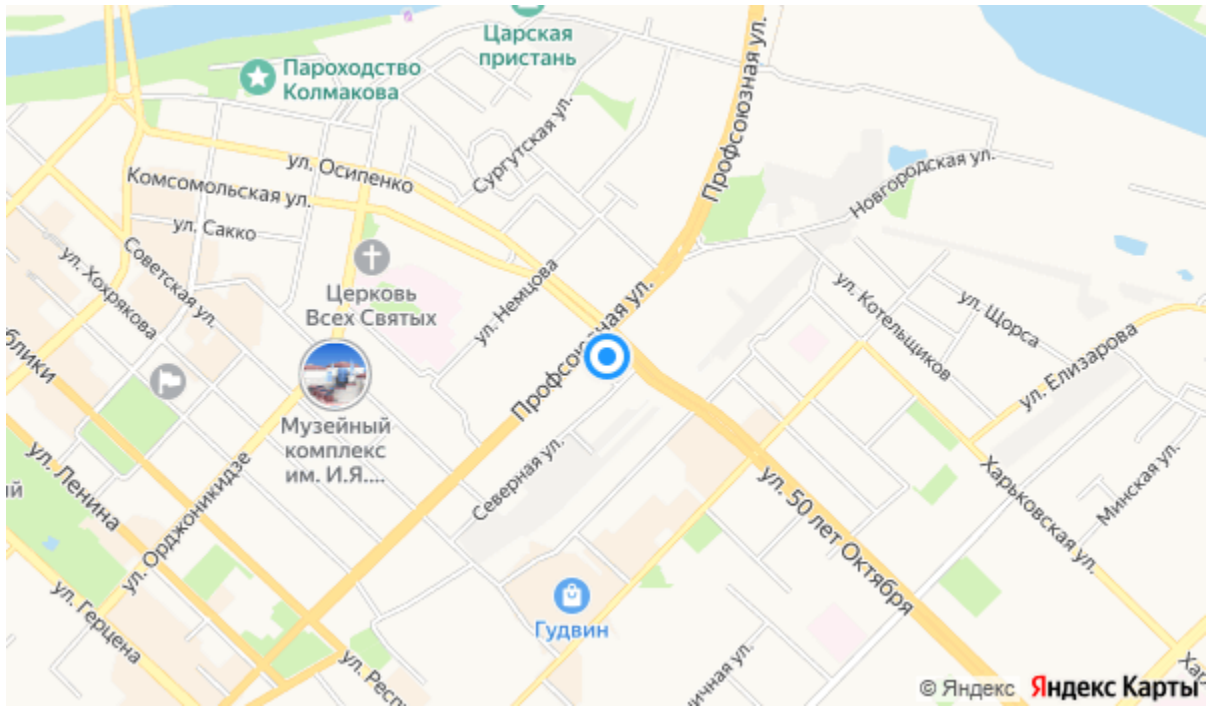 Царская
пристань
Профсоюзная ул.
Пароходство
Колмакова
Сургутская ул.
ул. Осипенко
Комсомольская ул.
Новгородская ул.
ул. Сакко
Советская ул.
ул. Хохрякова
Церковь
Всех Святых
ул. Немцова
ул. Котельщиков
ул. Щорса
ул. Елизарова
Профсоюзная ул.
Музейный
комплекс
им. И.Я....
ул. Ленина
ул. Орджоникидзе
Северная ул.
ул. 50 лет Октября
Харьковская ул.
Минская ул.
ул. Герцена
Гудвин
ул. Респ
© Яндекс Яндекс Карты